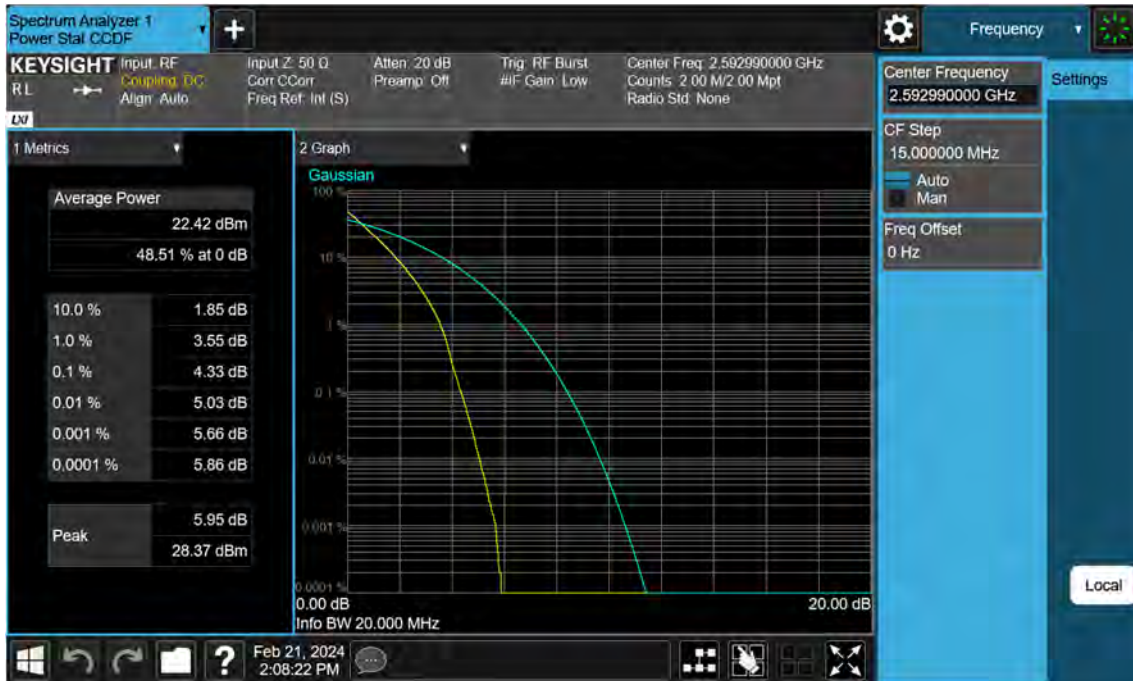 Spectrum Analyzer 1
Power Stat CCDF
+
Frequency
KEYSIGHT
RL
LXI
Input: RF
Coupling: DC
Align: Auto
Input Z: 50 Ω
Corr CCorr
Freq Ref: Int (S)
Atten: 20 dB
Preamp: Off
Trig: RF Burst
#IF Gain: Low
Center Freq: 2.592990000 GHz
Counts: 2.00 M/2.00 Mpt
Radio Std: None
Center Frequency
2.592990000 GHz
Settings
CF Step
15.000000 MHz
Auto
Man
Freq Offset
0 Hz
1 Metrics
Average Power
22.42 dBm
48.51 % at 0 dB
10.0 % 1.85 dB
1.0 % 3.55 dB
0.1 % 4.33 dB
0.01 % 5.03 dB
0.001 % 5.66 dB
0.0001 % 5.86 dB
Peak
5.95 dB
28.37 dBm
2 Graph
Gaussian
100 %
10 %
1 %
0.1 %
0.01 %
0.001 %
0.0001 %
0.00 dB 20.00 dB
Info BW 20.000 MHz
Local
?
Feb 21, 2024
2:08:22 PM